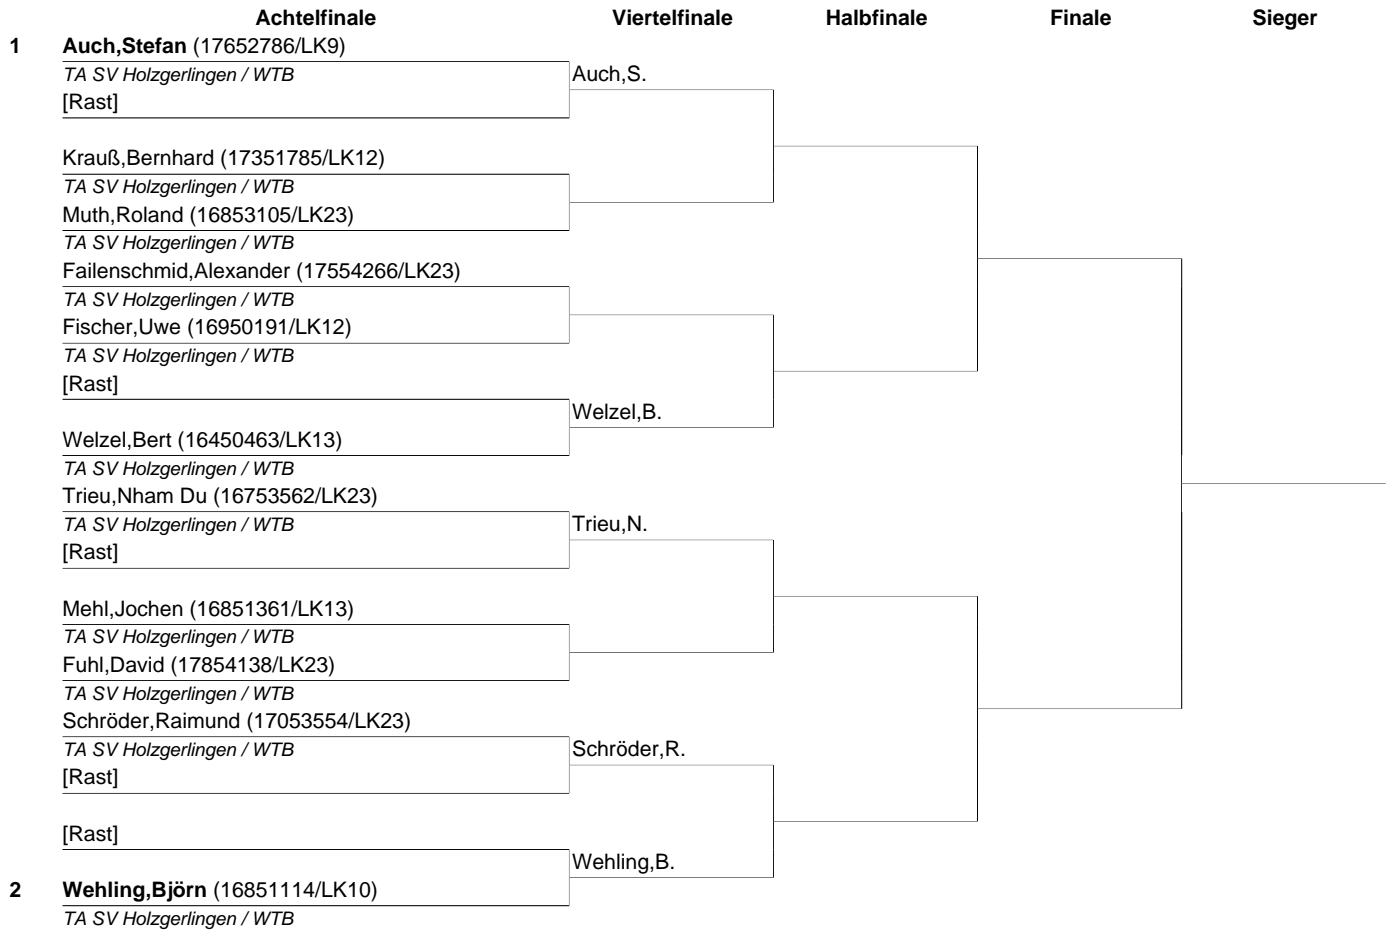 Achtelfinale Viertelfinale Halbfinale Finale Sieger
1 Auch,Stefan (17652786/LK9)
TA SV Holzgerlingen / WTB Auch,S.
[Rast]
Krauß,Bernhard (17351785/LK12)
TA SV Holzgerlingen / WTB
Muth,Roland (16853105/LK23)
TA SV Holzgerlingen / WTB
Failenschmid,Alexander (17554266/LK23)
TA SV Holzgerlingen / WTB
Fischer,Uwe (16950191/LK12)
TA SV Holzgerlingen / WTB
[Rast]
Welzel,B.
Welzel,Bert (16450463/LK13)
TA SV Holzgerlingen / WTB
Trieu,Nham Du (16753562/LK23)
TA SV Holzgerlingen / WTB Trieu,N.
[Rast]
Mehl,Jochen (16851361/LK13)
TA SV Holzgerlingen / WTB
Fuhl,David (17854138/LK23)
TA SV Holzgerlingen / WTB
Schröder,Raimund (17053554/LK23)
TA SV Holzgerlingen / WTB Schröder,R.
[Rast]
[Rast]
Wehling,B.
2 Wehling,Björn (16851114/LK10)
TA SV Holzgerlingen / WTB